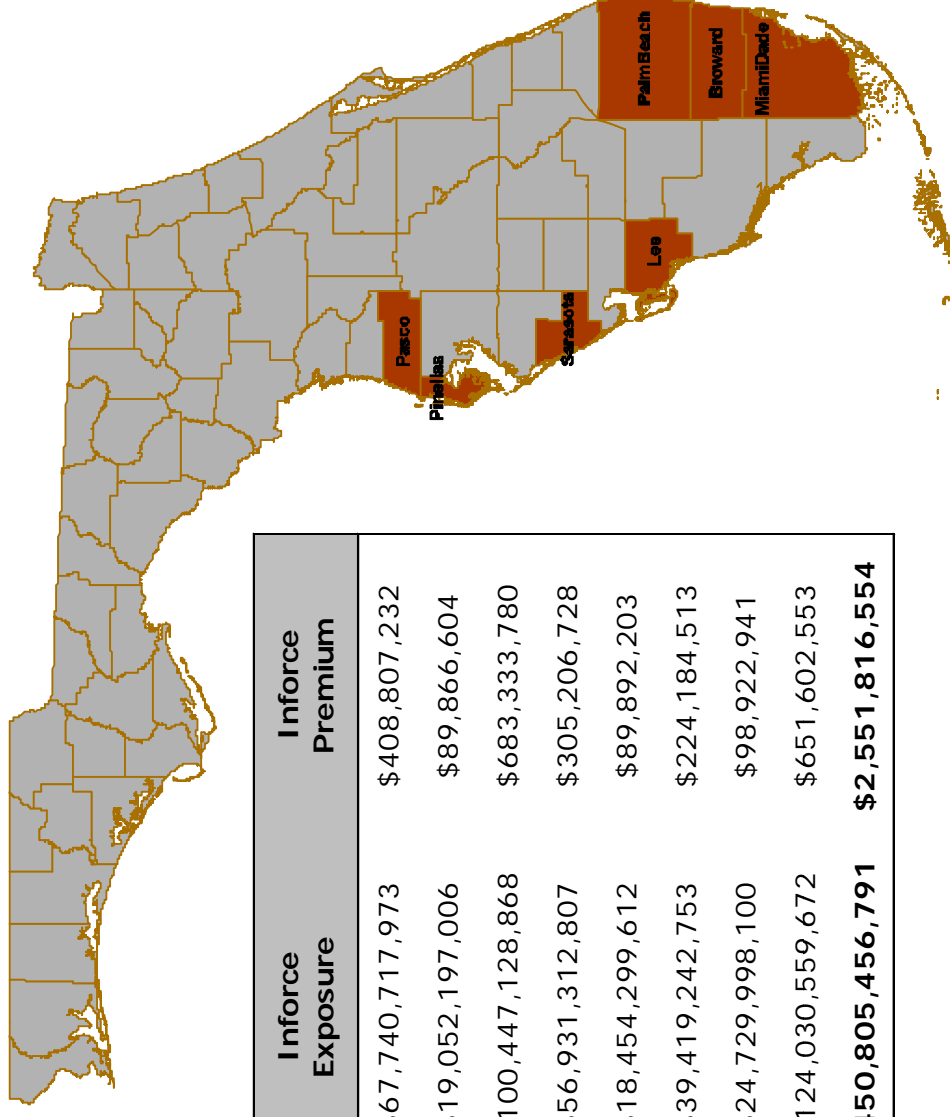 Inforce Inforce
Exposure Premium
67,740,717,973 $408,807,232
19,052,197,006 $89,866,604
100,447,128,868 $683,333,780
56,931,312,807 $305,206,728
18,454,299,612 $89,892,203
39,419,242,753 $224,184,513
24,729,998,100 $98,922,941
124,030,559,672 $651,602,553
450,805,456,791 $2,551,816,554
Pasco
Pinellas
Sarasota
Lee
PalmBeach
Broward
MiamiDade